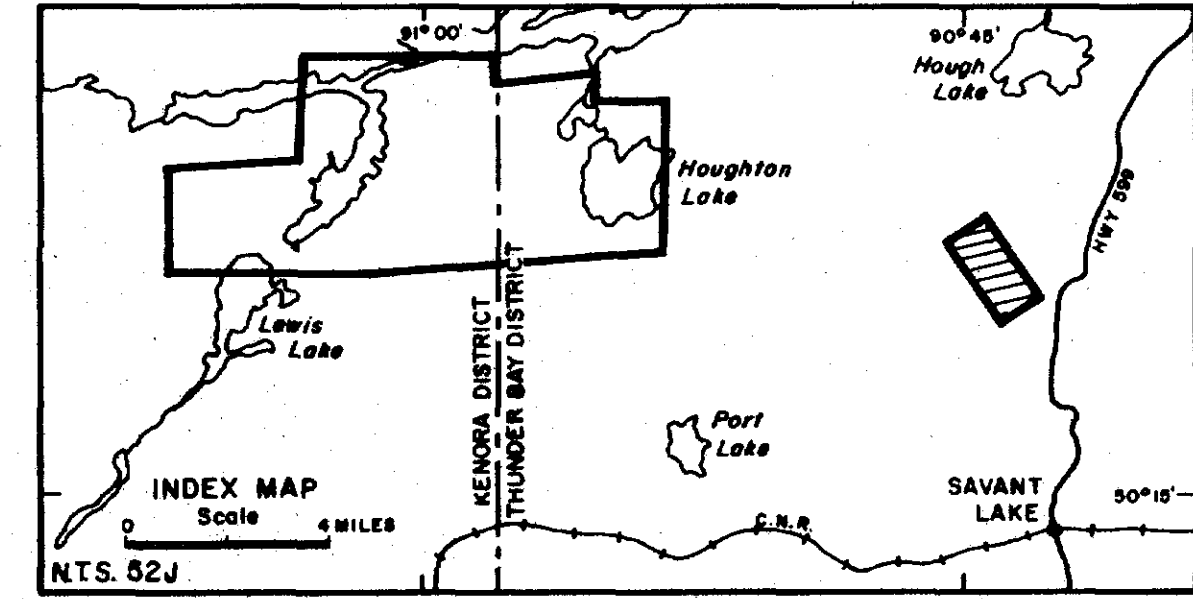 91° 00'
90° 45'
Hough
Lake
Houghton
Lake
HWY 599
Lewis
Lake
KENORA DISTRICT
THUNDER BAY DISTRICT
Port
Lake
INDEX MAP
Scale
0 4 MILES
SAVANT
LAKE
50° 15'
C.N.R.
N.T.S. 52J